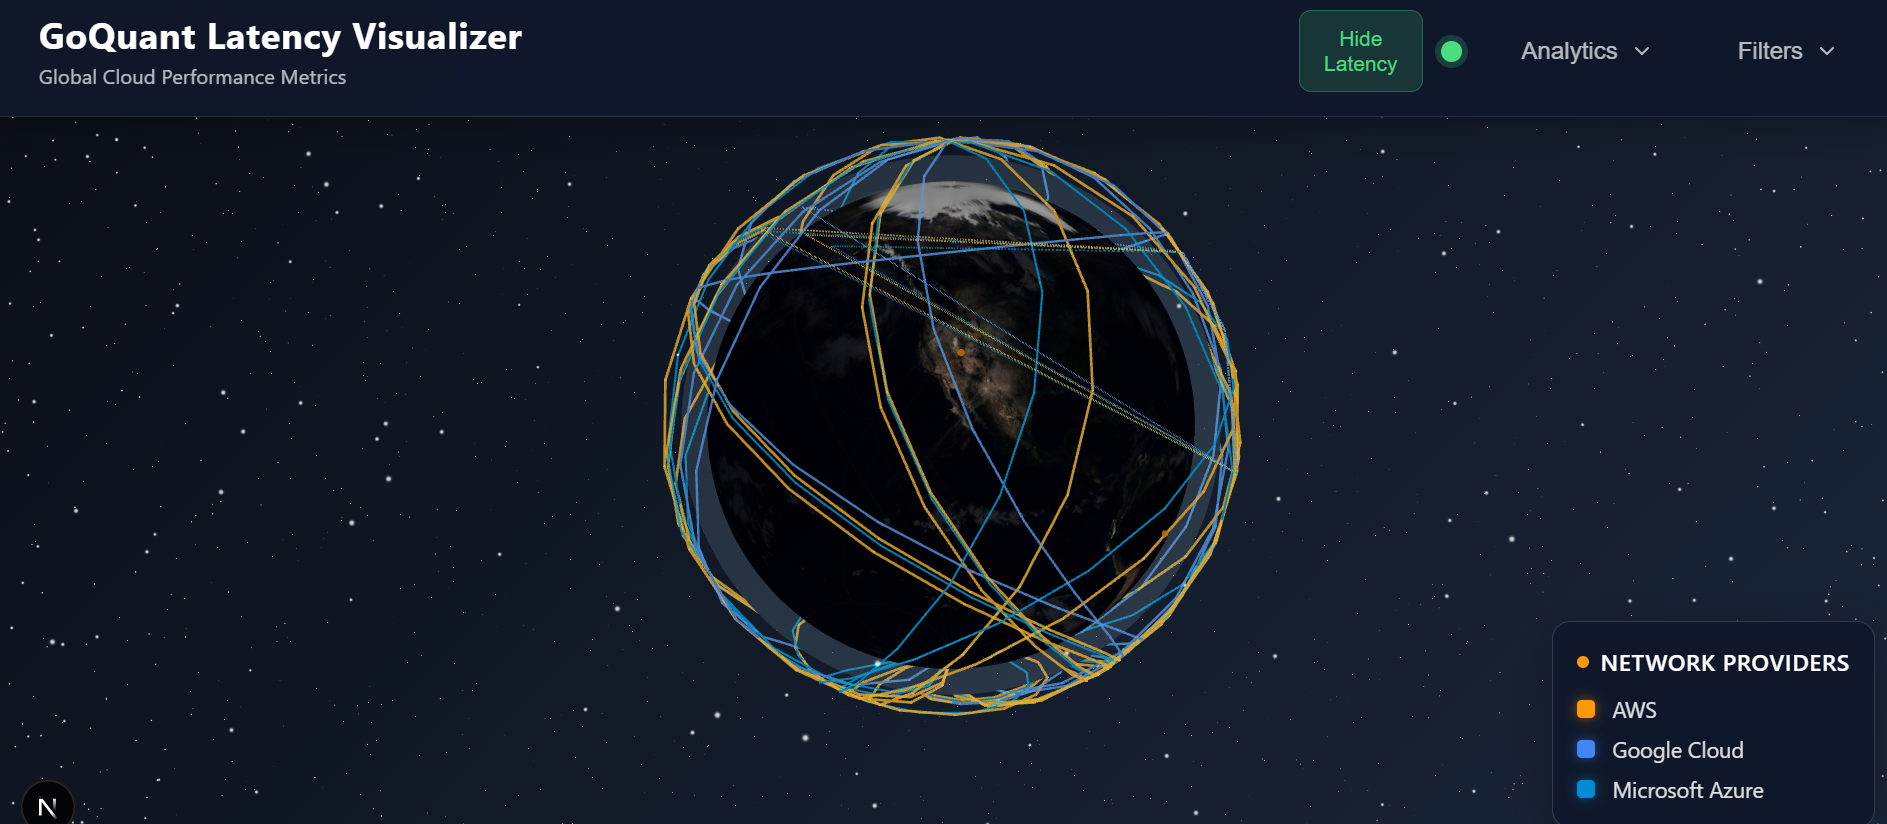 GoQuant Latency Visualizer
Global Cloud Performance Metrics
Hide
Latency
Analytics
Filters
NETWORK PROVIDERS
AWS
Google Cloud
Microsoft Azure
N